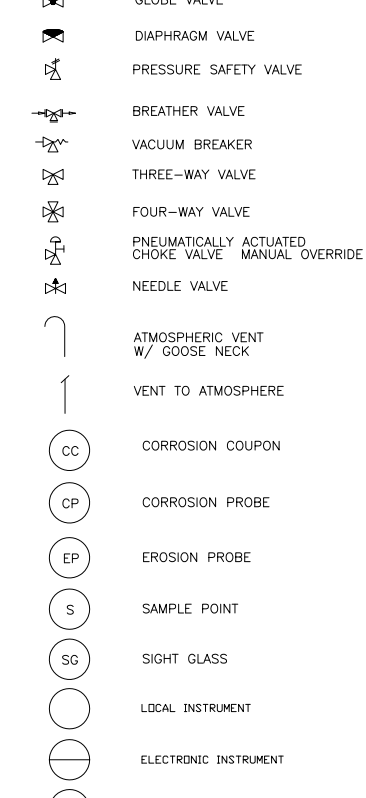 GLOBE VALVE
DIAPHRAGM VALVE
PRESSURE SAFETY VALVE
BREATHER VALVE
VACUUM BREAKER
THREE-WAY VALVE
FOUR-WAY VALVE
PNEUMATICALLY ACTUATED
CHOKE VALVE MANUAL OVERRIDE
NEEDLE VALVE
ATMOSPHERIC VENT
W/ GOOSE NECK
VENT TO ATMOSPHERE
CC CORROSION COUPON
CP CORROSION PROBE
EP EROSION PROBE
S SAMPLE POINT
SG SIGHT GLASS
LOCAL INSTRUMENT
ELECTRONIC INSTRUMENT